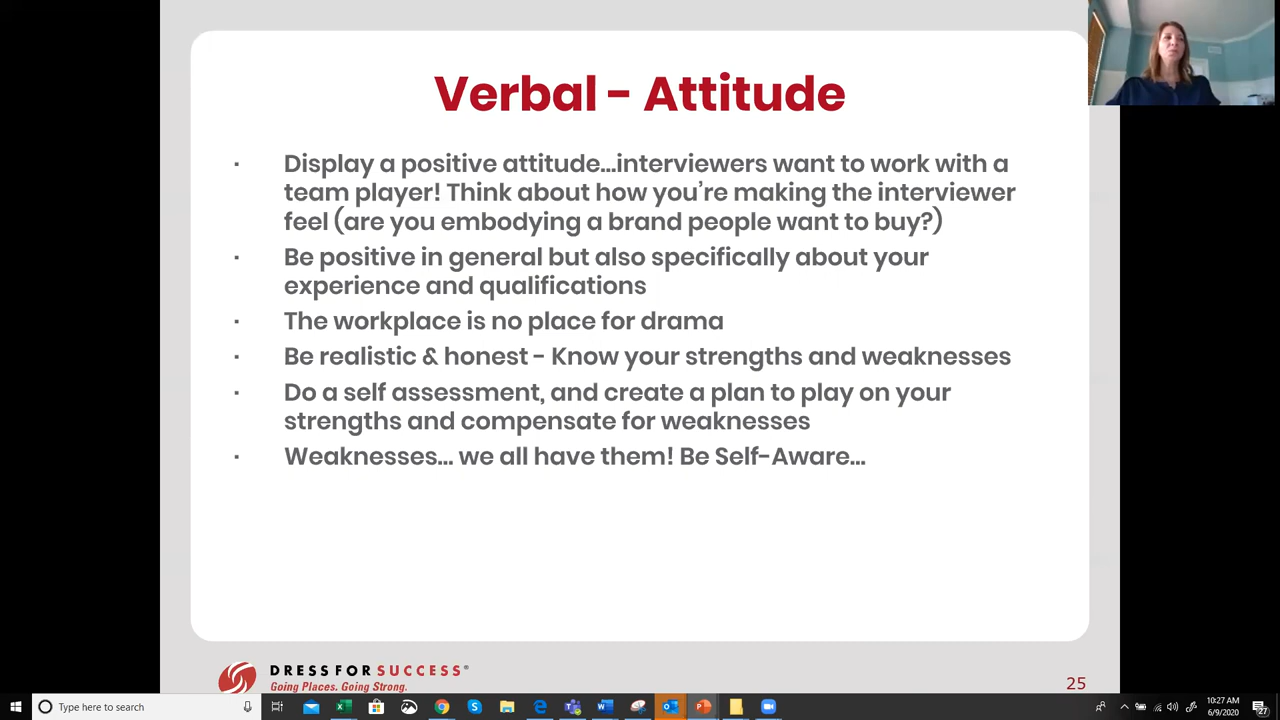 Verbal - Attitude
▪ Display a positive attitude...interviewers want to work with a
team player! Think about how you're making the interviewer
feel (are you embodying a brand people want to buy?)
▪ Be positive in general but also specifically about your
experience and qualifications
▪ The workplace is no place for drama
▪ Be realistic & honest - Know your strengths and weaknesses
▪ Do a self assessment, and create a plan to play on your
strengths and compensate for weaknesses
▪ Weaknesses... we all have them! Be Self-Aware...
DRESS FOR SUCCESS®
Going Places. Going Strong.
25
Type here to search
10:27 AM
6/9/2020
27